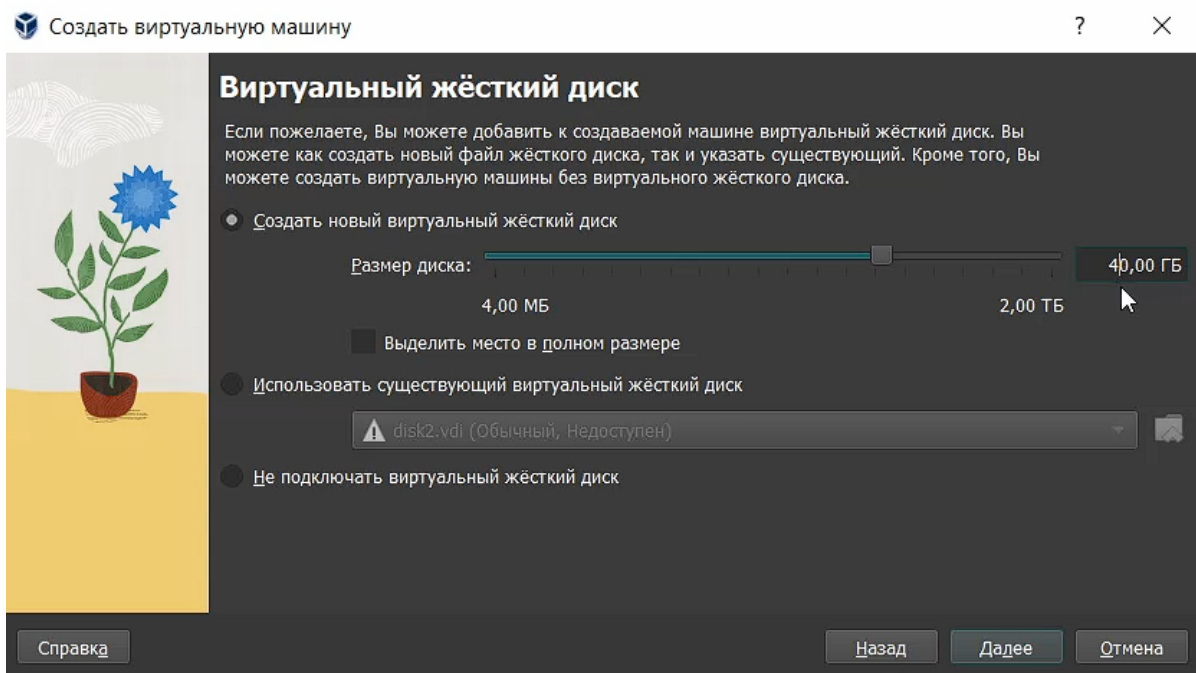 Создать виртуальную машину
?
Виртуальный жёсткий диск
Если пожелаете, Вы можете добавить к создаваемой машине виртуальный жёсткий диск. Вы
можете как создать новый файл жёсткого диска, так и указать существующий. Кроме того, Вы
можете создать виртуальную машины без виртуального жёсткого диска.
Создать новый виртуальный жёсткий диск
Размер диска:
40,00 ГБ
4,00 МБ
2,00 ТБ
Выделить место в полном размере
Использовать существующий виртуальный жёсткий диск
disk2.vdi (Обычный, Недоступен)
Не подключать виртуальный жёсткий диск
Справка
Назад
Далее
Отмена